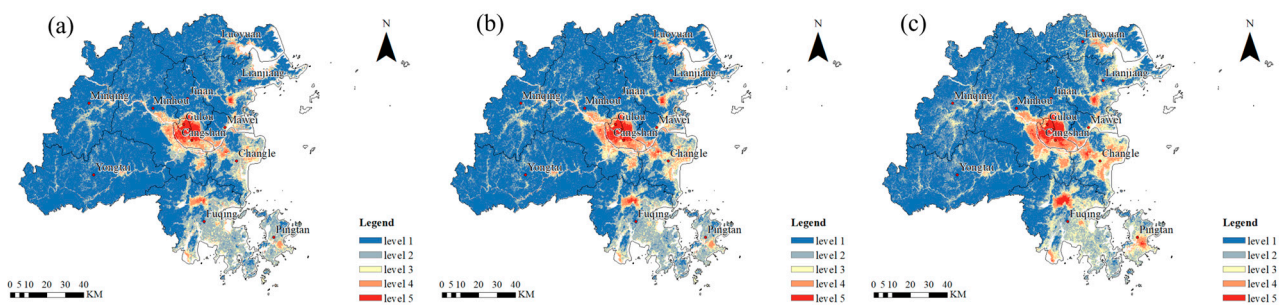 (a)
N
Luoyuan
Lianjiang
Jinan
Minqing
Minhou
Gulou
Mawei
Cangshan
Changle
Yongtai
Fuqing
Pingtan
Legend
level 1
level 2
level 3
level 4
level 5
0 5 10 20 30 40
KM
(b)
N
Luoyuan
Lianjiang
Jinan
Minqing
Minhou
Gulou
Mawei
Cangshan
Changle
Yongtai
Fuqing
Pingtan
Legend
level 1
level 2
level 3
level 4
level 5
0 5 10 20 30 40
KM
(c)
N
Luoyuan
Lianjiang
Jinan
Minqing
Minhou
Gulou
Mawei
Cangshan
Changle
Yongtai
Fuqing
Pingtan
Legend
level 1
level 2
level 3
level 4
level 5
0 5 10 20 30 40
KM